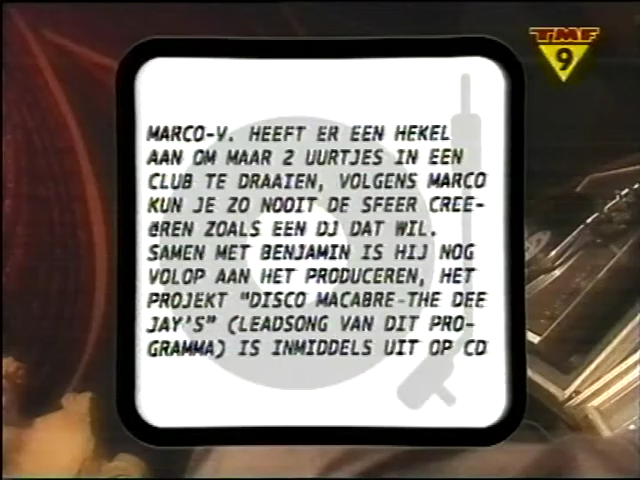 TMF
9
MARCO-V. HEEFT ER EEN HEKEL
AAN OM MAAR 2 UURTJES IN EEN
CLUB TE DRAAIEN, VOLGENS MARCO
KUN JE ZO NOOIT DE SFEER CREE-
EREN ZOALS EEN DJ DAT WIL.
SAMEN MET BENJAMIN IS HIJ NOG
VOLOP AAN HET PRODUCEREN, HET
PROJEKT "DISCO MACABRE-THE DEE
JAY'S" (LEADSONG VAN DIT PRO-
GRAMMA) IS INMIDDELS UIT OP CD